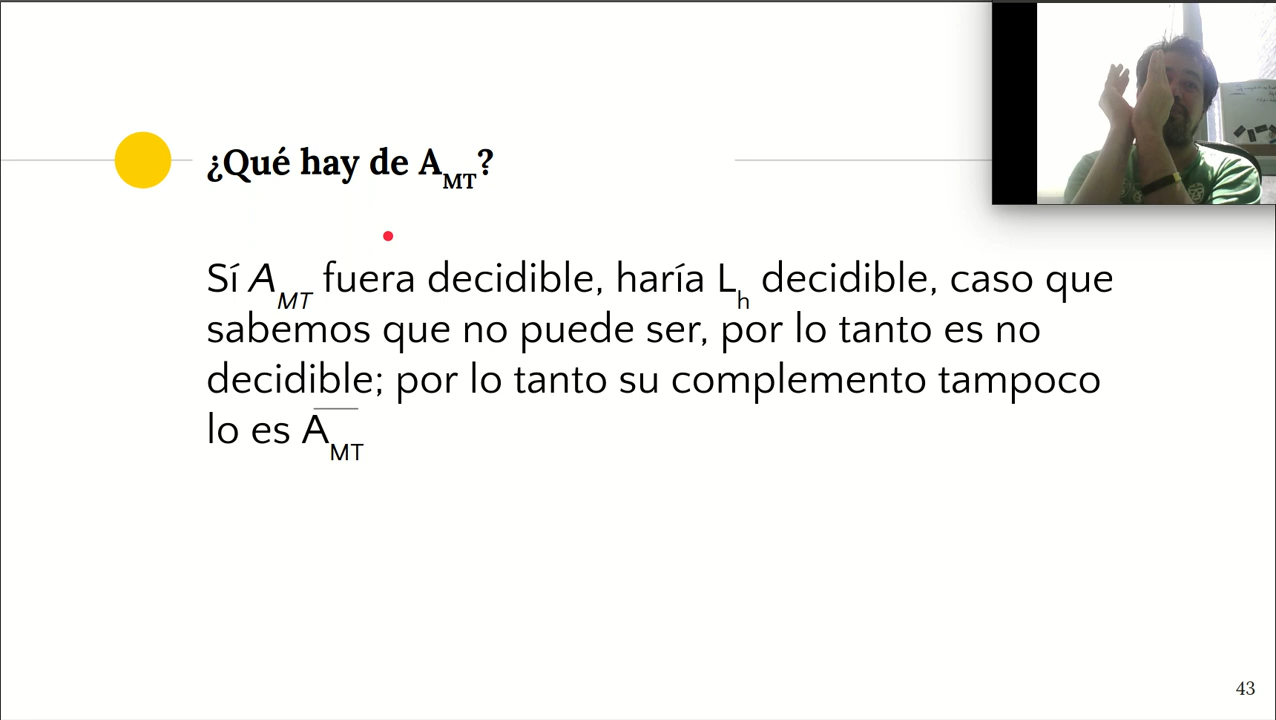 ¿Qué hay de A_MT?
Sí A_MT fuera decidible, haría L_h decidible, caso que
sabemos que no puede ser, por lo tanto es no
decidible; por lo tanto su complemento tampoco
lo es A̅_MT
43